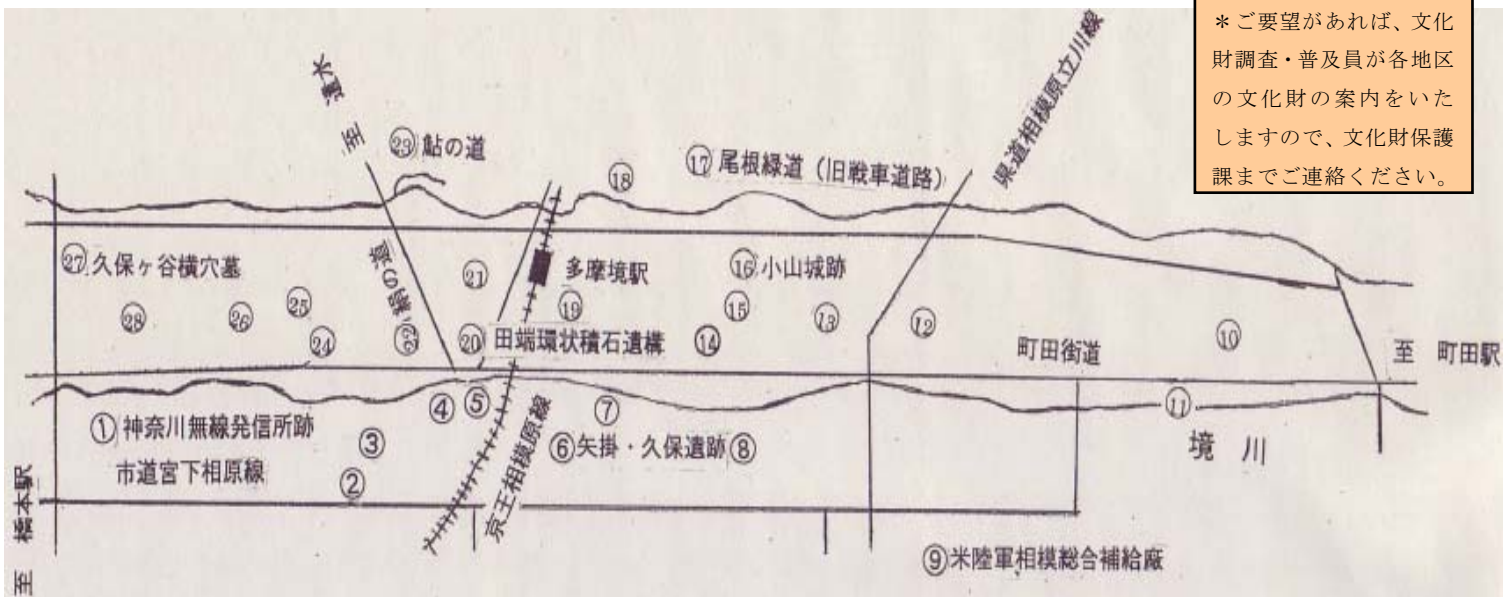 ＊ご要望があれば、文化
財調査・普及員が各地区
の文化財の案内をいた
しますので、文化財保護
課までご連絡ください。
至 遠水
㉙鮎の道
⑱
⑰尾根緑道（旧戦車道路）
県道相模原立川線
㉗久保ヶ谷横穴墓
絹の道
㉑
多摩境駅
⑯小山城跡
㉘
㉖
㉕
㉔
㉒
⑳田端環状積石遺構
⑲
⑮
⑭
⑬
⑫
⑩
町田街道
至 町田駅
④
⑤
⑦
⑪
境川
①神奈川無線発信所跡
市道宮下相原線
③
②
京王相模原線
⑥矢掛・久保遺跡⑧
⑨米陸軍相模総合補給廠
至 橋本駅